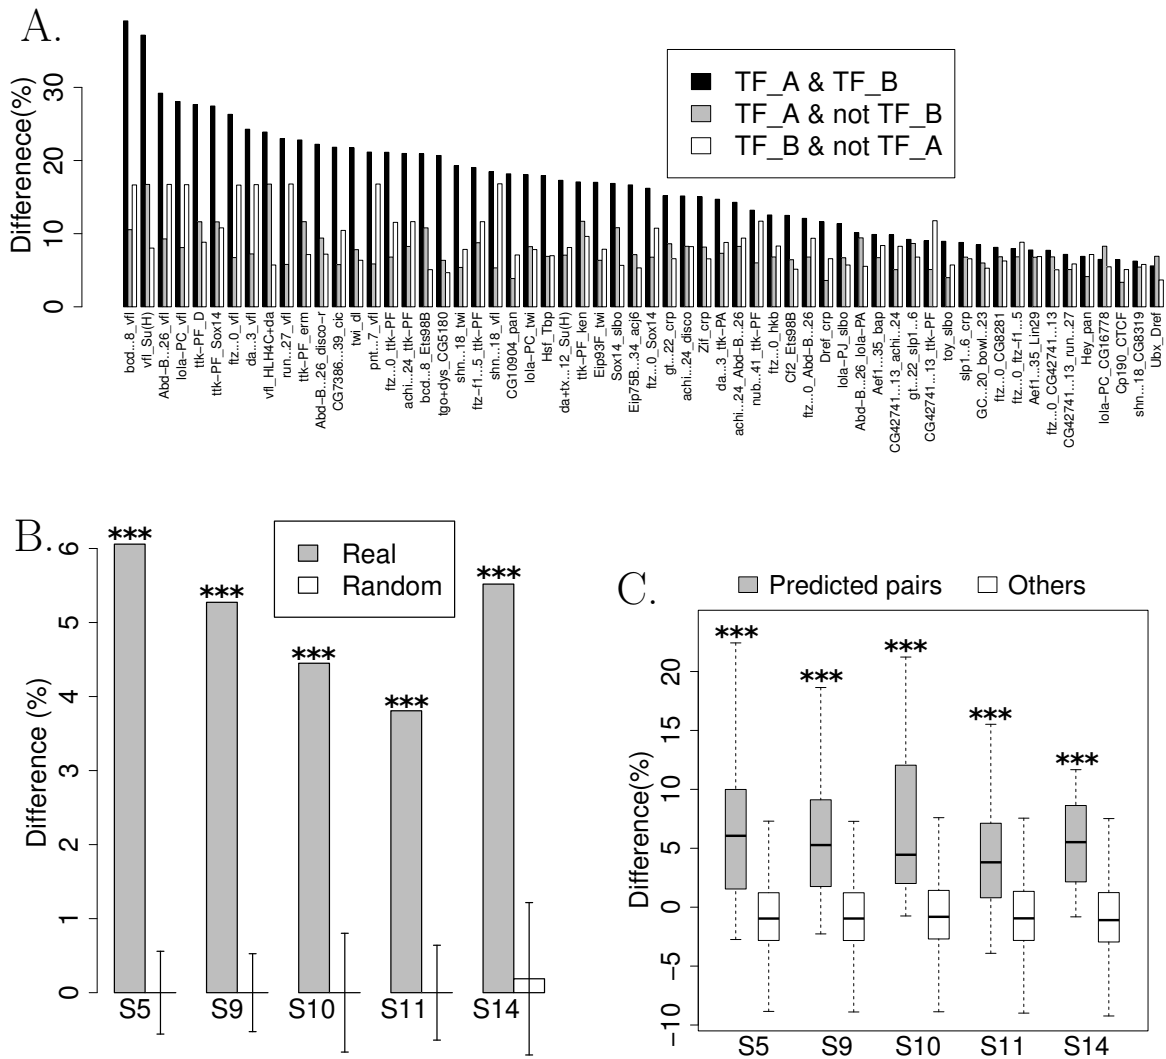 A.
Differenece(%)
0
10
20
30
TF_A & TF_B
TF_A & not TF_B
TF_B & not TF_A
bcd...8_vfl
vfl_Su(H)
Abd−B...26_vfl
lola−PC_vfl
ttk−PF_D
ttk−PF_Sox14
ftz...0_vfl
da...3_vfl
vfl_HLH4C+da
run...27_vfl
ttk−PF_erm
Abd−B...26_disco−r
CG7386...39_cic
twi_dl
pnt...7_vfl
ftz...0_ttk−PF
achi...24_ttk−PF
bcd...8_Ets98B
tgo+dys_CG5180
shn...18_twi
ftz−f1...5_ttk−PF
shn...18_vfl
CG10904_pan
lola−PC_twi
Hsf_Tbp
da+tx...12_Su(H)
ttk−PF_ken
Eip93F_twi
Sox14_slbo
Eip75B...34_acj6
ftz...0_Sox14
gt...22_crp
achi...24_disco
Zif_crp
da...3_ttk−PA
achi...24_Abd−B...26
nub...41_ttk−PF
ftz...0_hkb
Cf2_Ets98B
ftz...0_Abd−B...26
Dref_crp
lola−PJ_slbo
Abd−B...26_lola−PA
Aef1...35_bap
CG42741...13_achi...24
gt...22_slp1...6
CG42741...13_ttk−PF
toy_slbo
slp1...6_crp
GC...20_bowl...23
ftz...0_CG8281
ftz...0_ftz−f1...5
Aef1...35_Lin29
ftz...0_CG42741...13
CG42741...13_run...27
Hey_pan
lola−PC_CG16778
Cp190_CTCF
shn...18_CG8319
Ubx_Dref
B.
Difference (%)
0
1
2
3
4
5
6
Real
Random
***
***
***
***
***
S5
S9
S10
S11
S14
C.
Predicted pairs
Others
Difference(%)
−10
−5
0
5
10
15
20
***
***
***
***
***
S5
S9
S10
S11
S14